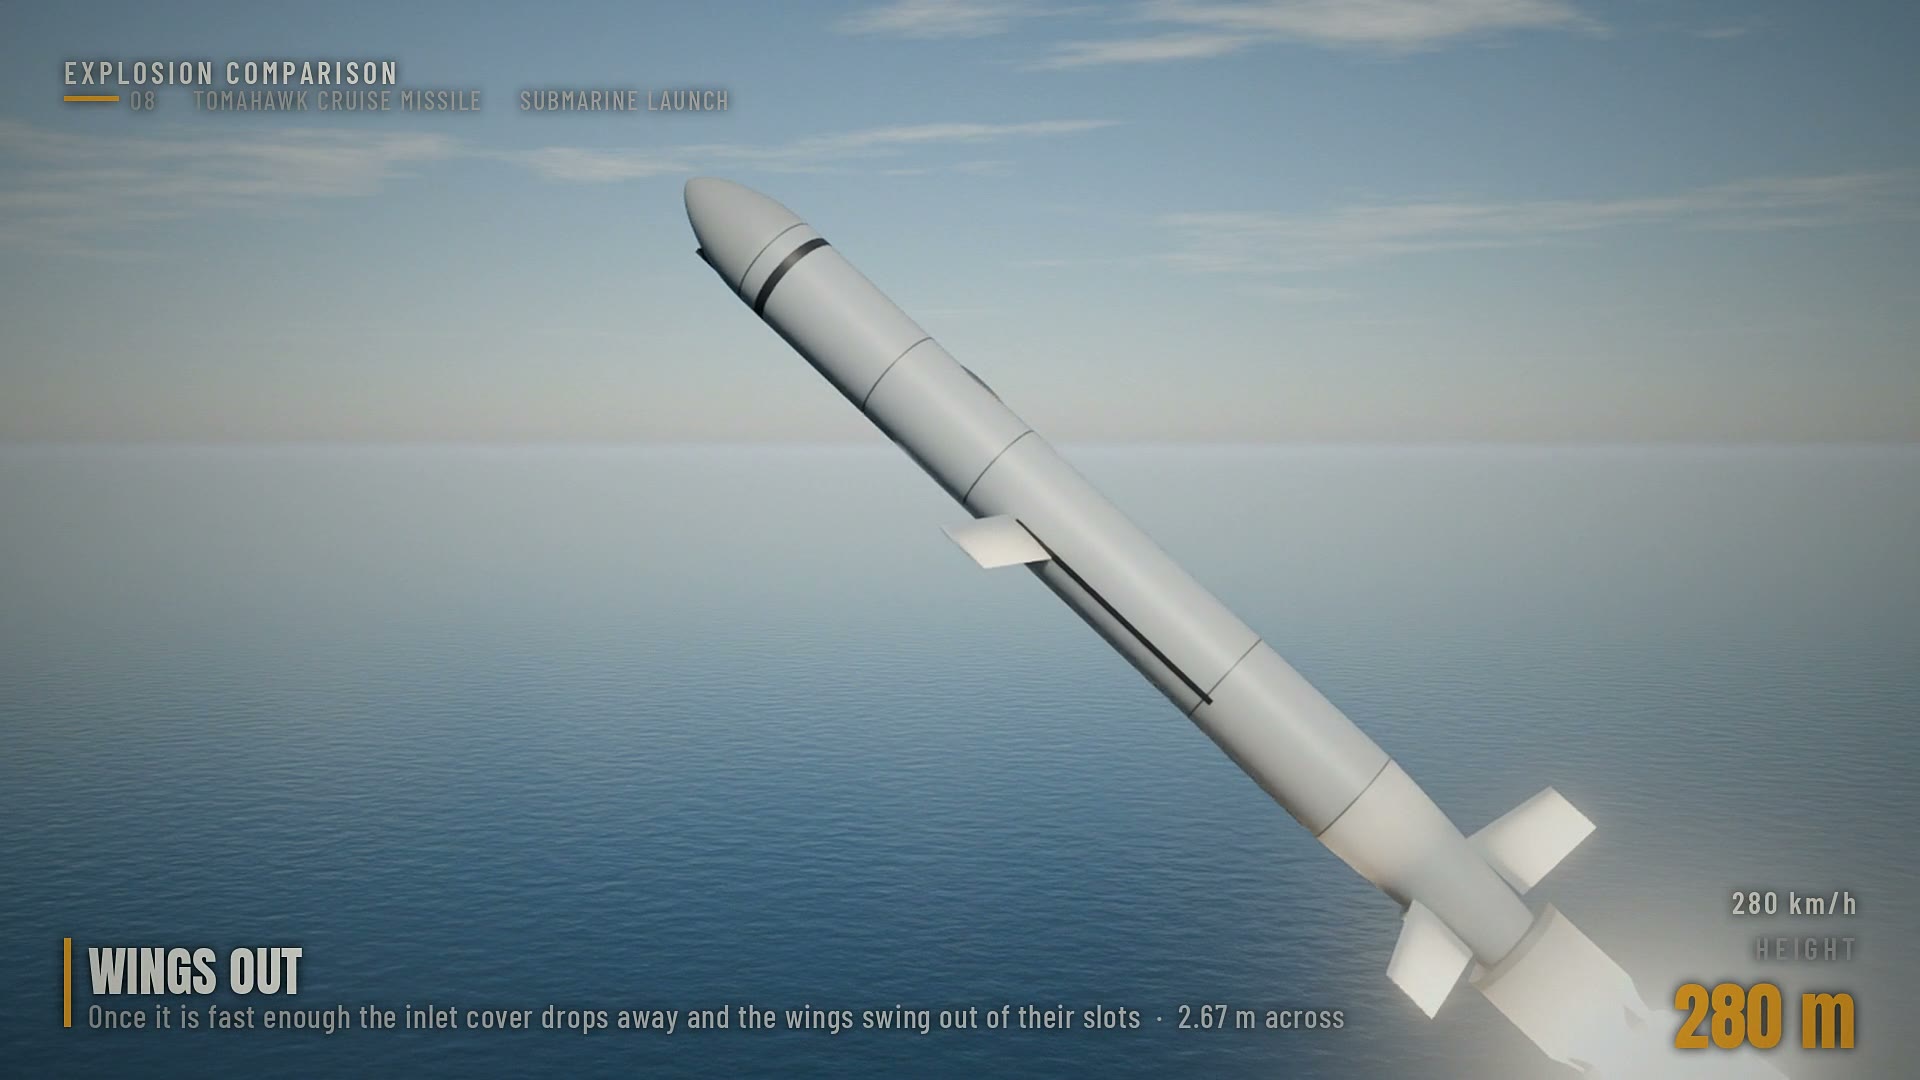 EXPLOSION COMPARISON
08 TOMAHAWK CRUISE MISSILE SUBMARINE LAUNCH
280 km/h
HEIGHT
280 m
WINGS OUT
Once it is fast enough the inlet cover drops away and the wings swing out of their slots · 2.67 m across